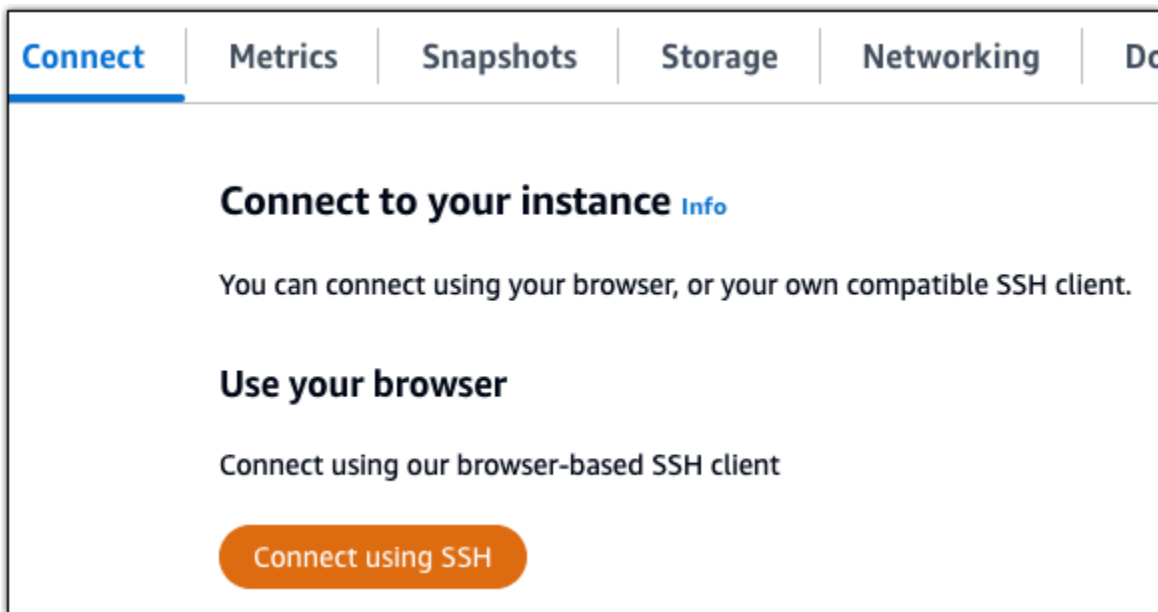 Connect Metrics Snapshots Storage Networking Do
Connect to your instance Info
You can connect using your browser, or your own compatible SSH client.
Use your browser
Connect using our browser-based SSH client
Connect using SSH